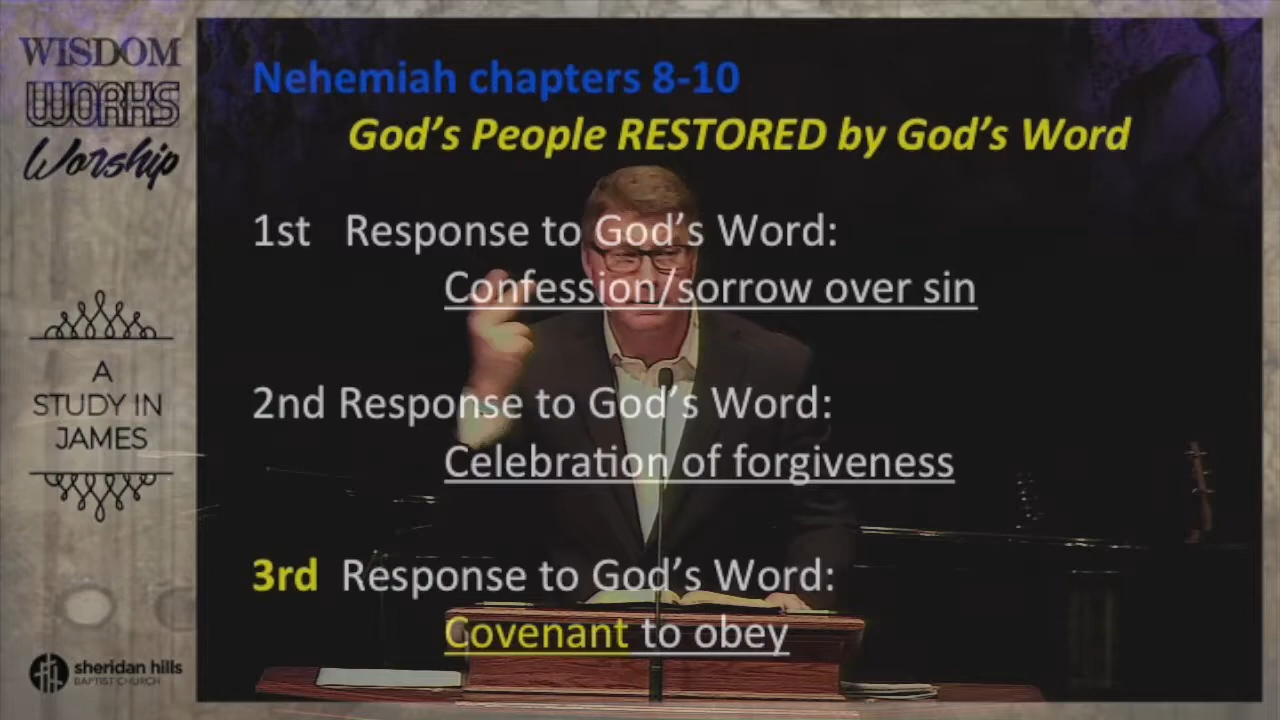 WISDOM
WORKS
Worship
A
STUDY IN
JAMES
sheridan hills
BAPTIST CHURCH
Nehemiah chapters 8-10
God's People RESTORED by God's Word
1st Response to God's Word:
Confession/sorrow over sin
2nd Response to God's Word:
Celebration of forgiveness
3rd Response to God's Word:
Covenant to obey